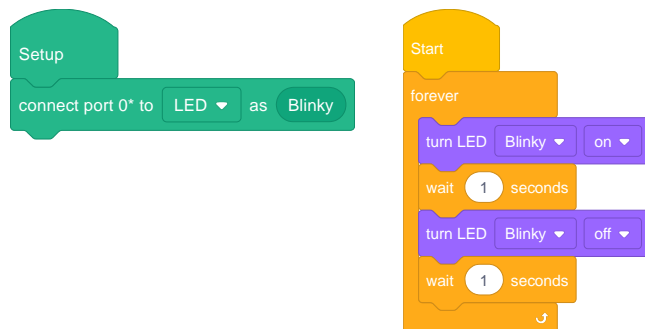 Setup
connect port 0* to LED as Blinky
Start
forever
turn LED Blinky on
wait 1 seconds
turn LED Blinky off
wait 1 seconds